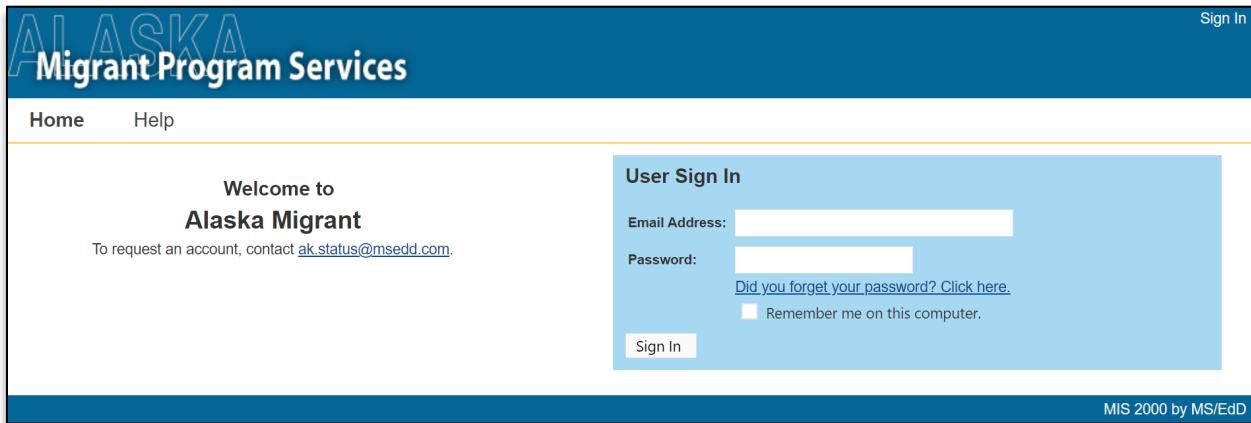 Sign In
ALASKA
Migrant Program Services
Home Help
Welcome to
Alaska Migrant
To request an account, contact ak.status@msedd.com.
User Sign In
Email Address:
Password:
Did you forget your password? Click here.
Remember me on this computer.
Sign In
MIS 2000 by MS/EdD